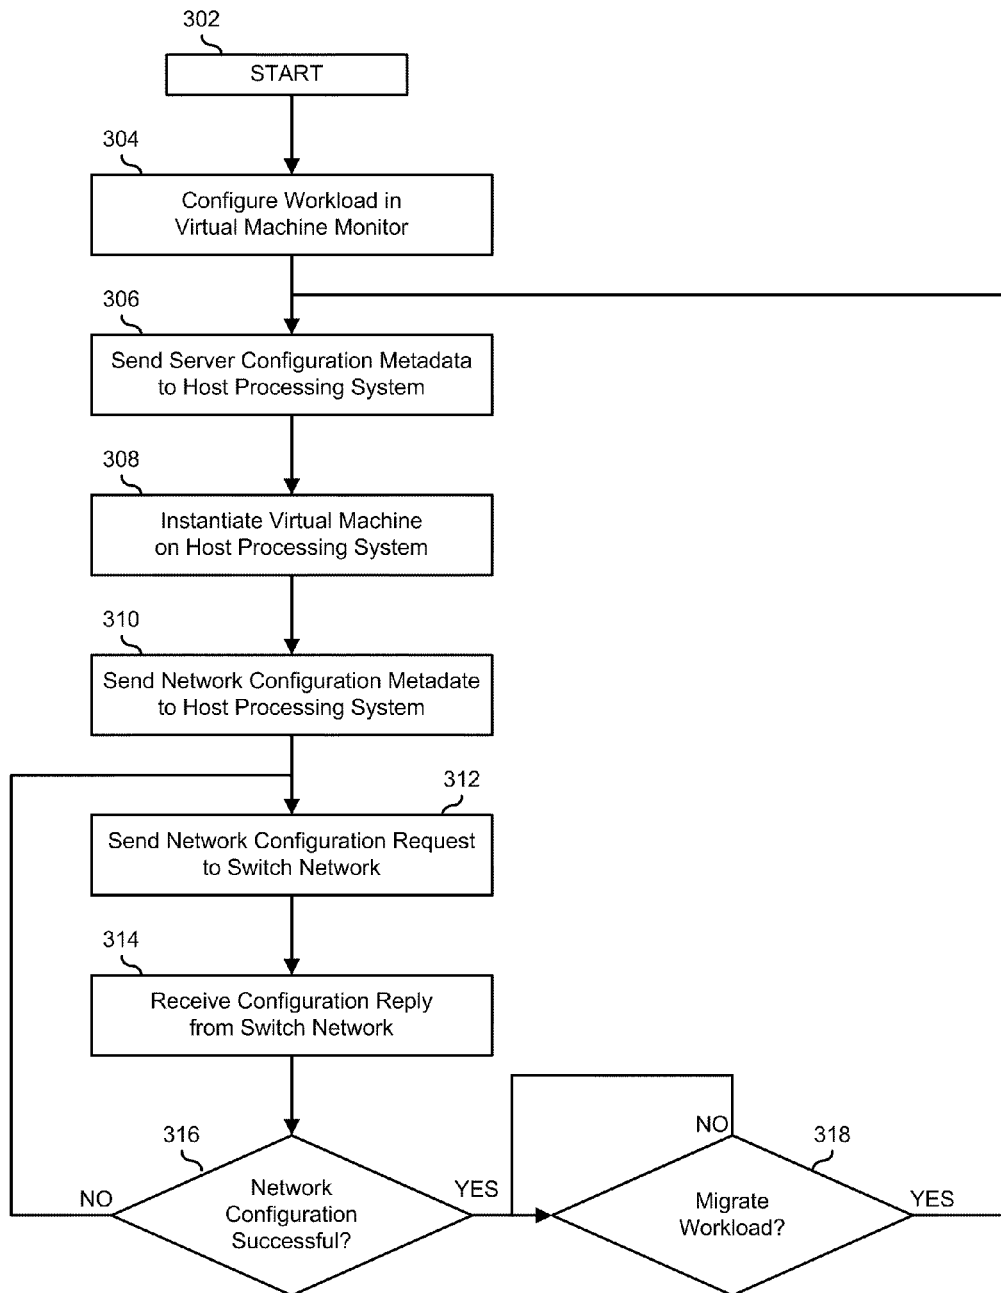 302
START
304
Configure Workload in
Virtual Machine Monitor
306
Send Server Configuration Metadata
to Host Processing System
308
Instantiate Virtual Machine
on Host Processing System
310
Send Network Configuration Metadate
to Host Processing System
312
Send Network Configuration Request
to Switch Network
314
Receive Configuration Reply
from Switch Network
316
NO
Network
Configuration
Successful?
YES
NO
318
Migrate
Workload?
YES